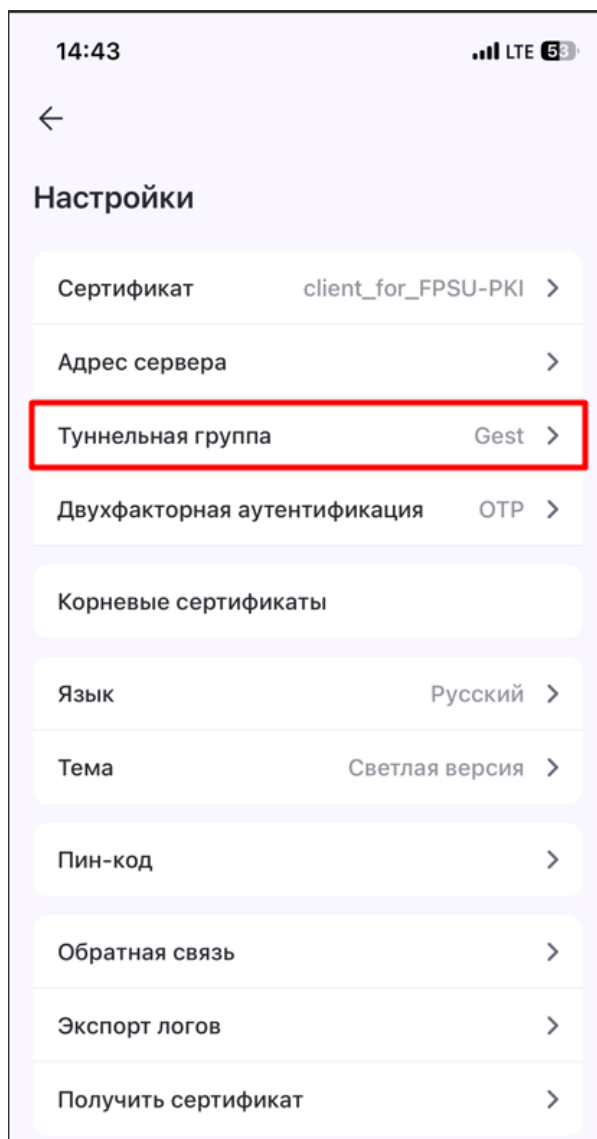 14:43 LTE 53
Настройки
Сертификат client_for_FPSU-PKI
Адрес сервера
Туннельная группа Gest
Двухфакторная аутентификация OTP
Корневые сертификаты
Язык Русский
Тема Светлая версия
Пин-код
Обратная связь
Экспорт логов
Получить сертификат